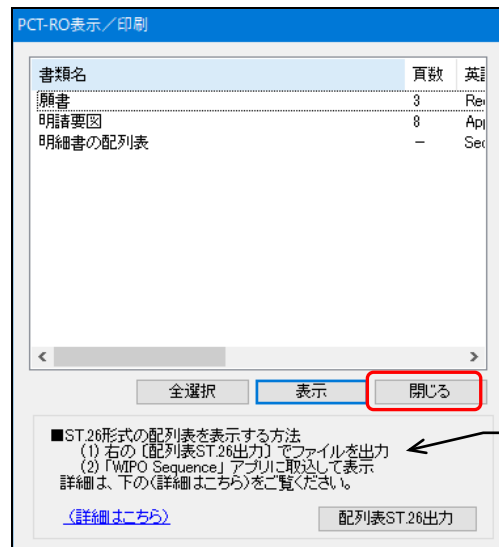 PCT-RO表示／印刷
書類名 頁数 英
願書 3 Re
明請要図 8 Ap
明細書の配列表 － Se
全選択 表示 閉じる
■ST.26形式の配列表を表示する方法
(1) 右の〔配列表ST.26出力〕でファイルを出力
(2)「WIPO Sequence」アプリに取込して表示
詳細は、下の〈詳細はこちら〉をご覧ください。
〈詳細はこちら〉 配列表ST.26出力